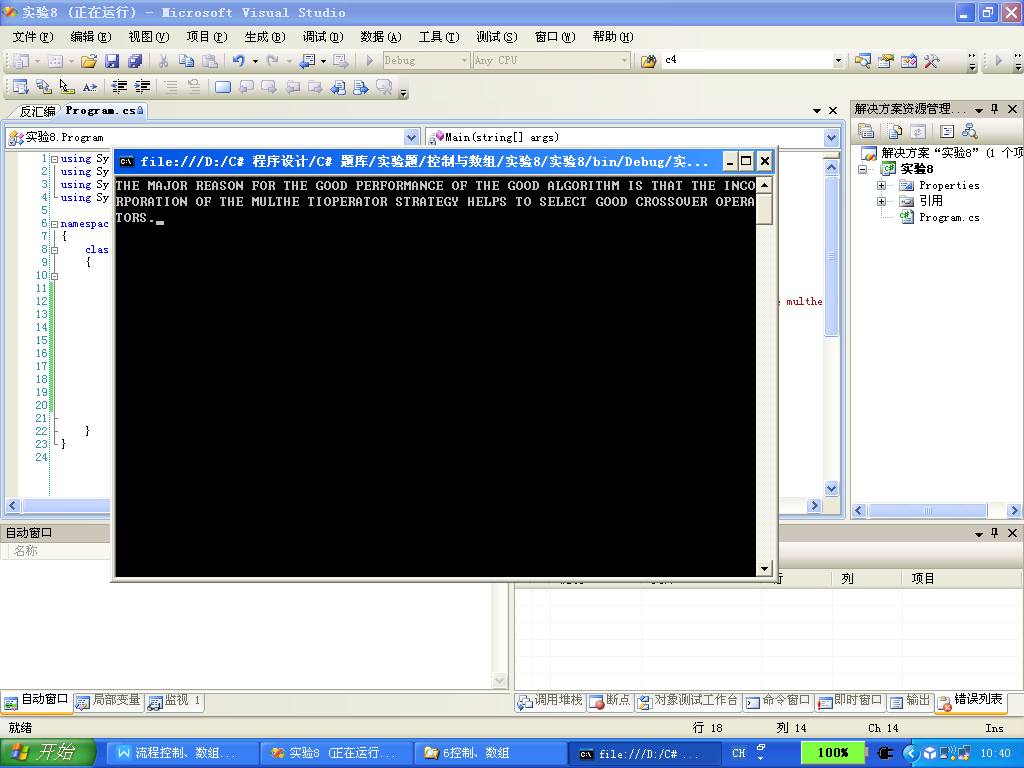 实验8 (正在运行) - Microsoft Visual Studio
文件(F) 编辑(E) 视图(V) 项目(P) 生成(B) 调试(D) 数据(A) 工具(T) 测试(S) 窗口(W) 帮助(H)
Debug Any CPU c4
反汇编 Program.cs
解决方案资源管理...
实验8.Program Main(string[] args)
file:///D:/C# 程序设计/C# 题库/实验题/控制与数组/实验8/实验8/bin/Debug/实...
THE MAJOR REASON FOR THE GOOD PERFORMANCE OF THE GOOD ALGORITHM IS THAT THE INCO
RPORATION OF THE MULTHE TIOPERATOR STRATEGY HELPS TO SELECT GOOD CROSSOVER OPERA
TORS.
1 using Sy
2 using Sy
3 using Sy
4 using Sy
5
6 namespac
7 {
8 clas
9 {
10
11
12 multhe
13
14
15
16
17
18
19
20
21
22 }
23 }
24
解决方案“实验8” (1 个项
实验8
Properties
引用
Program.cs
自动窗口
名称
行 列 项目
自动窗口 局部变量 监视 1
调用堆栈 断点 对象测试工作台 命令窗口 即时窗口 输出 错误列表
就绪 行 18 列 14 Ch 14 Ins
开始 流程控制、数组... 实验8 (正在运行... 6控制、数组 file:///D:/C# ... CH 100% 10:40